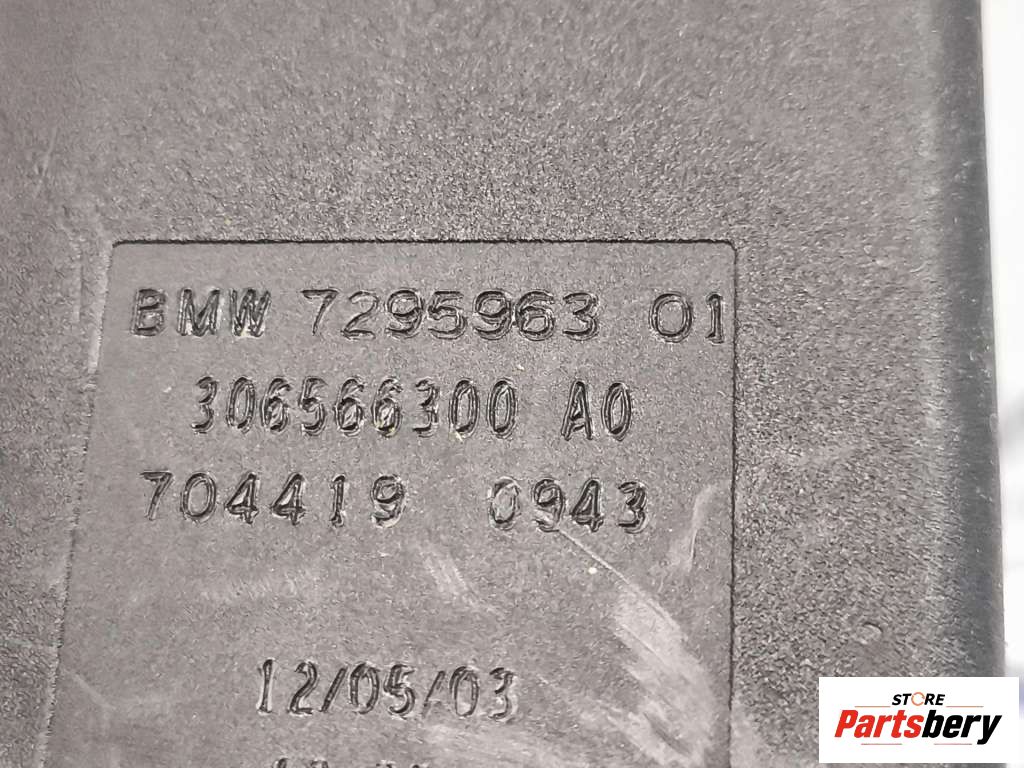 BMW 7295963 01
306566300 A0
704419 0943
12/05/03
STORE
Partsbery